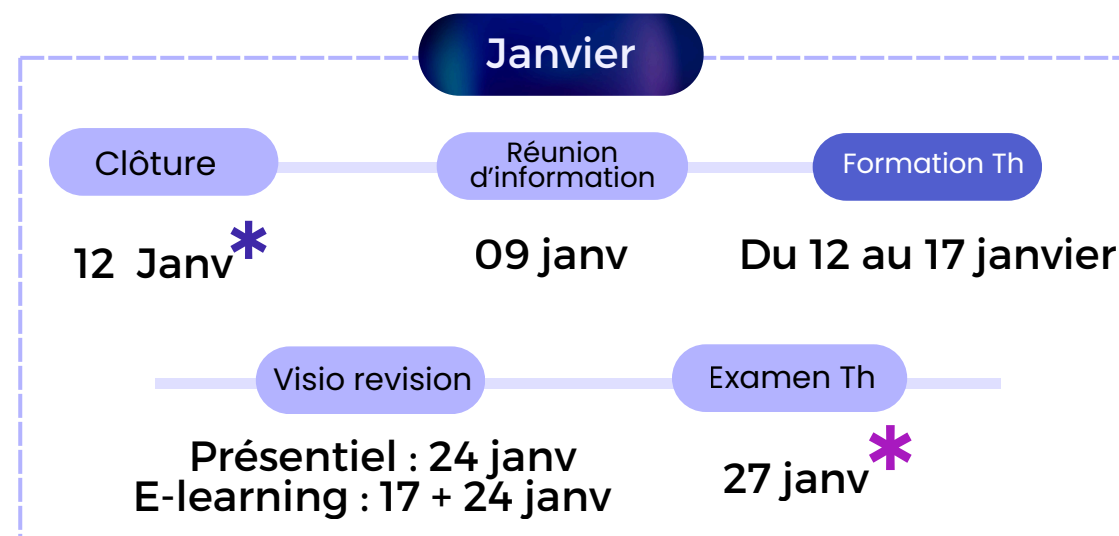 Janvier
Clôture
Réunion
d'information
Formation Th
12 Janv*
09 janv
Du 12 au 17 janvier
Visio revision
Examen Th
Présentiel : 24 janv
E-learning : 17 + 24 janv
27 janv*